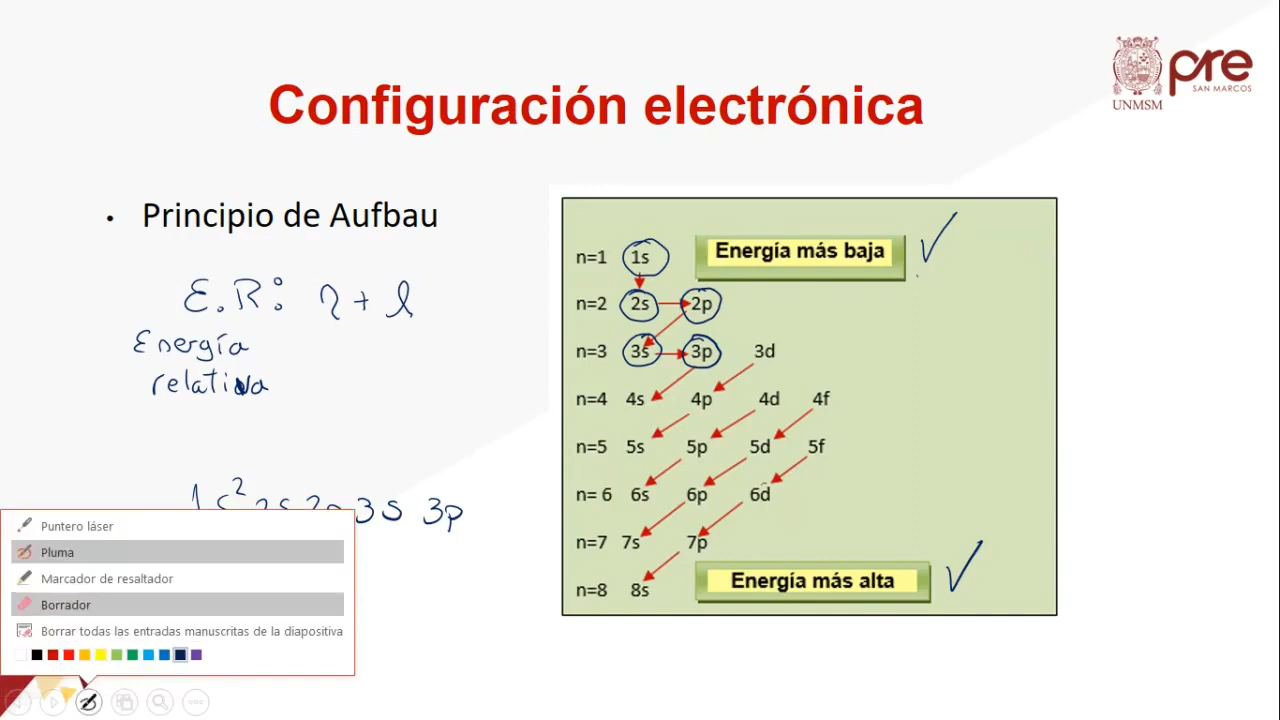 pre
SAN MARCOS
UNMSM
Configuración electrónica
• Principio de Aufbau
E.R: n + l
Energía
relativa
1s² 2s 2p 3s 3p
n=1 1s
Energía más baja
n=2 2s 2p
n=3 3s 3p 3d
n=4 4s 4p 4d 4f
n=5 5s 5p 5d 5f
n= 6 6s 6p 6d
n=7 7s 7p
Energía más alta
n=8 8s
Puntero láser
Pluma
Marcador de resaltador
Borrador
Borrar todas las entradas manuscritas de la diapositiva